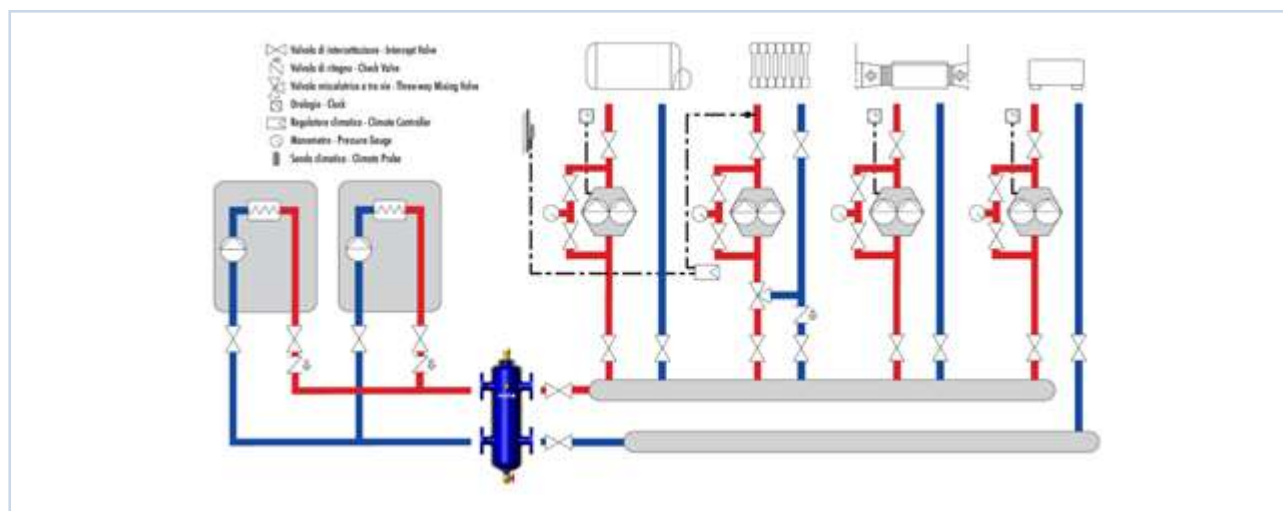 Valvola di intercettazione - Intercept Valve
Valvola di ritegno - Check Valve
Valvola miscelatrice a tre vie - Three-way Mixing Valve
Orologio - Clock
Regolatore climatico - Climate Controller
Manometro - Pressure Gauge
Sonda climatica - Climate Probe